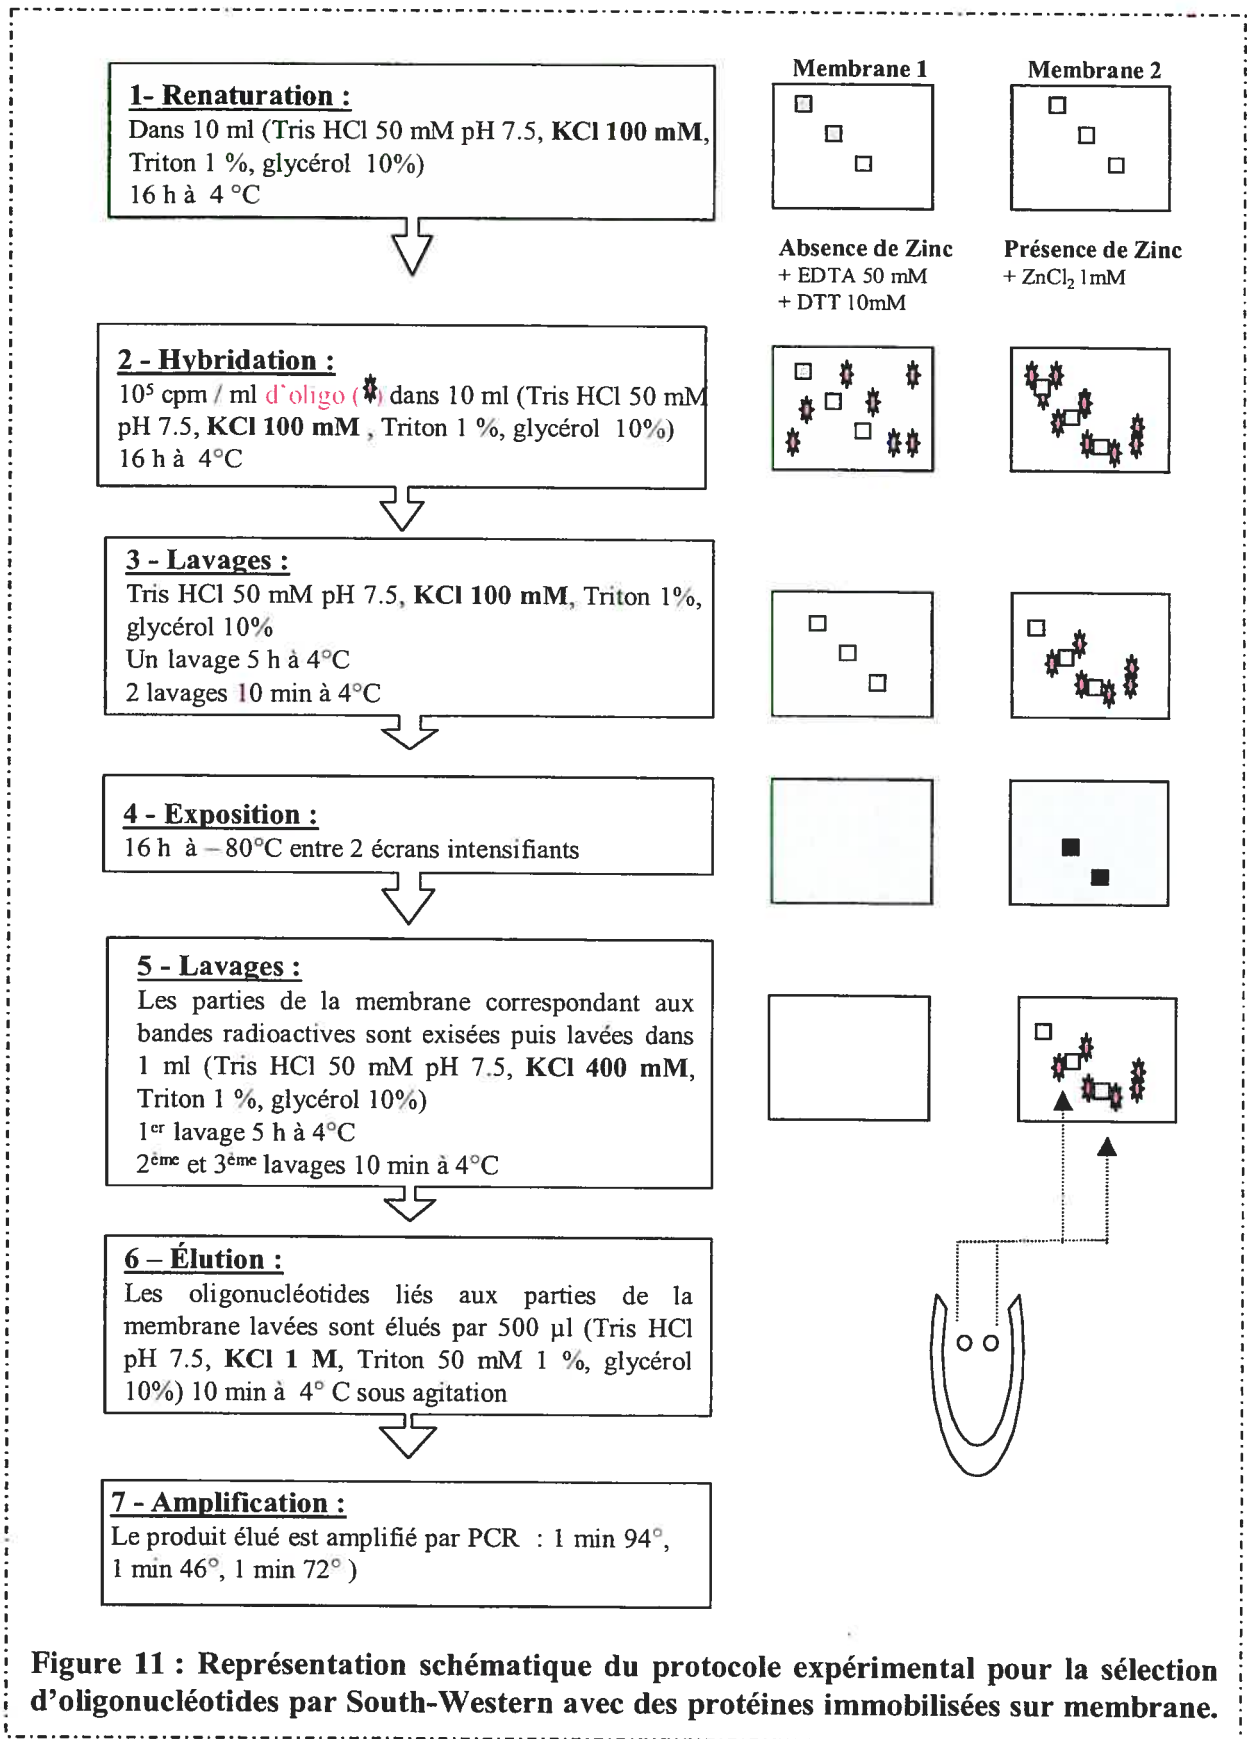 1- Renaturation :
Dans 10 ml (Tris HCl 50 mM pH 7.5, KCl 100 mM,
Triton 1 %, glycérol 10%)
16 h à 4 °C
Membrane 1
Membrane 2
Absence de Zinc
+ EDTA 50 mM
+ DTT 10mM
Présence de Zinc
+ ZnCl₂ 1mM
2 - Hybridation :
10⁵ cpm / ml d`oligo ( ) dans 10 ml (Tris HCl 50 mM
pH 7.5, KCl 100 mM , Triton 1 %, glycérol 10%)
16 h à 4°C
3 - Lavages :
Tris HCl 50 mM pH 7.5, KCl 100 mM, Triton 1%,
glycérol 10%
Un lavage 5 h à 4°C
2 lavages 10 min à 4°C
4 - Exposition :
16 h à – 80°C entre 2 écrans intensifiants
5 - Lavages :
Les parties de la membrane correspondant aux
bandes radioactives sont exisées puis lavées dans
1 ml (Tris HCl 50 mM pH 7.5, KCl 400 mM,
Triton 1 %, glycérol 10%)
1er lavage 5 h à 4°C
2ème et 3ème lavages 10 min à 4°C
6 – Élution :
Les oligonucléotides liés aux parties de la
membrane lavées sont élués par 500 µl (Tris HCl
pH 7.5, KCl 1 M, Triton 50 mM 1 %, glycérol
10%) 10 min à 4° C sous agitation
7 - Amplification :
Le produit élué est amplifié par PCR : 1 min 94°,
1 min 46°, 1 min 72° )
Figure 11 : Représentation schématique du protocole expérimental pour la sélection
d'oligonucléotides par South-Western avec des protéines immobilisées sur membrane.